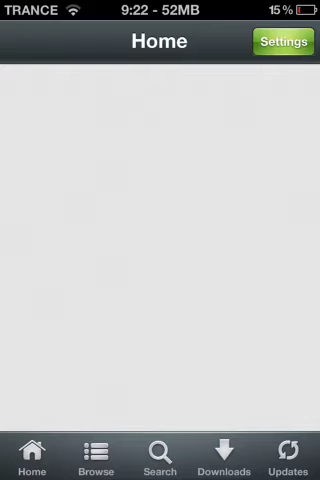 TRANCE 9:22 - 52MB 15%
Home Settings
Home Browse Search Downloads Updates